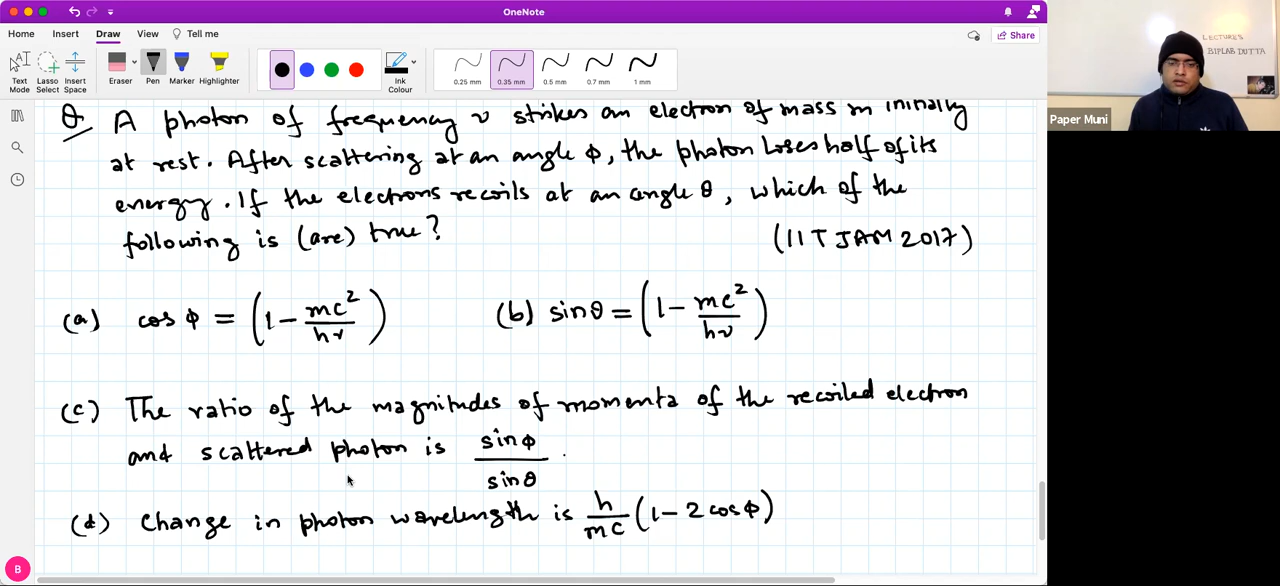 OneNote
Home Insert Draw View Tell me
Share
Text Mode
Lasso Select
Insert Space
Eraser
Pen
Marker
Highlighter
Ink Colour
0.25 mm
0.35 mm
0.5 mm
0.7 mm
1 mm
LECTURES
BIPLAB DUTTA
Paper Muni
Q. A photon of frequency ν strikes an electron of mass m initially
at rest. After scattering at an angle φ, the photon loses half of its
energy. If the electrons recoils at an angle θ, which of the
following is (are) true?
(IIT JAM 2017)
(a) cos φ = (1 - mc²/hν)
(b) sin θ = (1 - mc²/hν)
(c) The ratio of the magnitudes of momenta of the recoiled electron
and scattered photon is sin φ / sin θ .
(d) Change in photon wavelength is h/mc (1 - 2 cos φ)
B